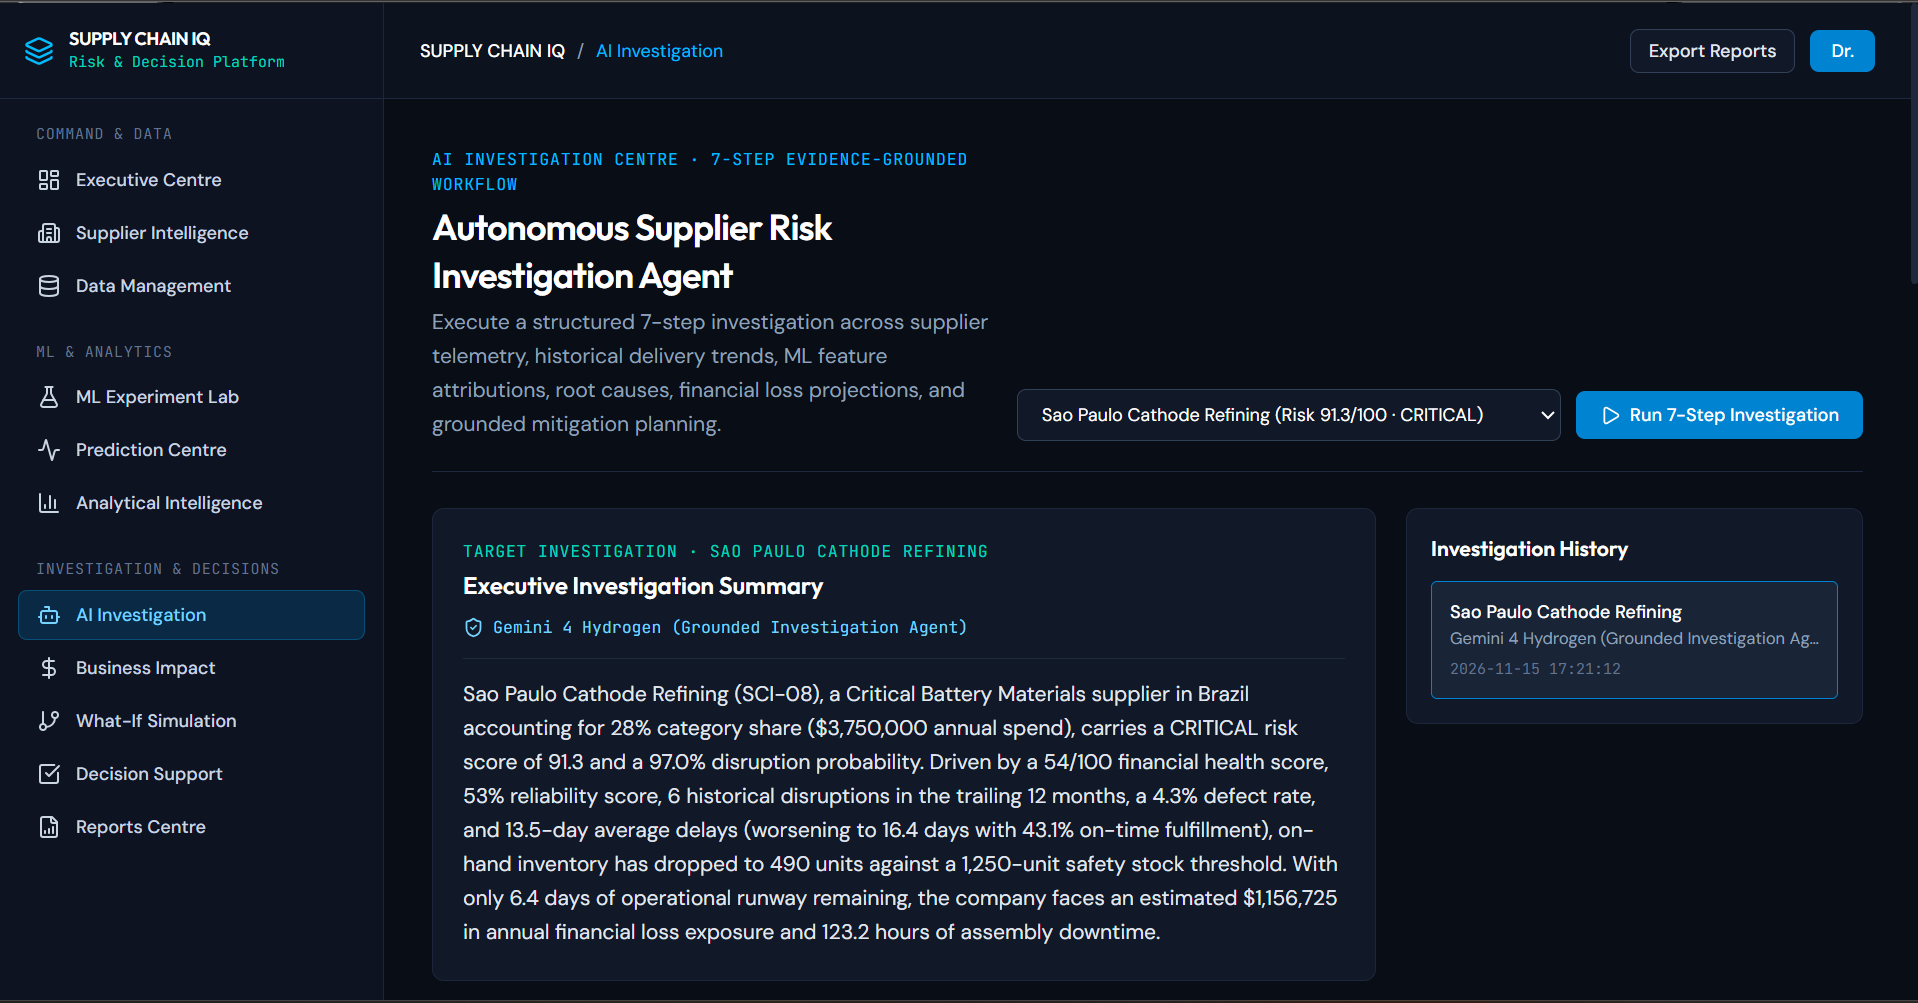 SUPPLY CHAIN IQ
Risk & Decision Platform
COMMAND & DATA
Executive Centre
Supplier Intelligence
Data Management
ML & ANALYTICS
ML Experiment Lab
Prediction Centre
Analytical Intelligence
INVESTIGATION & DECISIONS
AI Investigation
Business Impact
What-If Simulation
Decision Support
Reports Centre
SUPPLY CHAIN IQ / AI Investigation
Export Reports
Dr.
AI INVESTIGATION CENTRE · 7-STEP EVIDENCE-GROUNDED
WORKFLOW
Autonomous Supplier Risk
Investigation Agent
Execute a structured 7-step investigation across supplier
telemetry, historical delivery trends, ML feature
attributions, root causes, financial loss projections, and
grounded mitigation planning.
Sao Paulo Cathode Refining (Risk 91.3/100 · CRITICAL)
Run 7-Step Investigation
TARGET INVESTIGATION · SAO PAULO CATHODE REFINING
Executive Investigation Summary
Gemini 4 Hydrogen (Grounded Investigation Agent)
Sao Paulo Cathode Refining (SCI-08), a Critical Battery Materials supplier in Brazil
accounting for 28% category share ($3,750,000 annual spend), carries a CRITICAL risk
score of 91.3 and a 97.0% disruption probability. Driven by a 54/100 financial health score,
53% reliability score, 6 historical disruptions in the trailing 12 months, a 4.3% defect rate,
and 13.5-day average delays (worsening to 16.4 days with 43.1% on-time fulfillment), on-
hand inventory has dropped to 490 units against a 1,250-unit safety stock threshold. With
only 6.4 days of operational runway remaining, the company faces an estimated $1,156,725
in annual financial loss exposure and 123.2 hours of assembly downtime.
Investigation History
Sao Paulo Cathode Refining
Gemini 4 Hydrogen (Grounded Investigation Ag...
2026-11-15 17:21:12